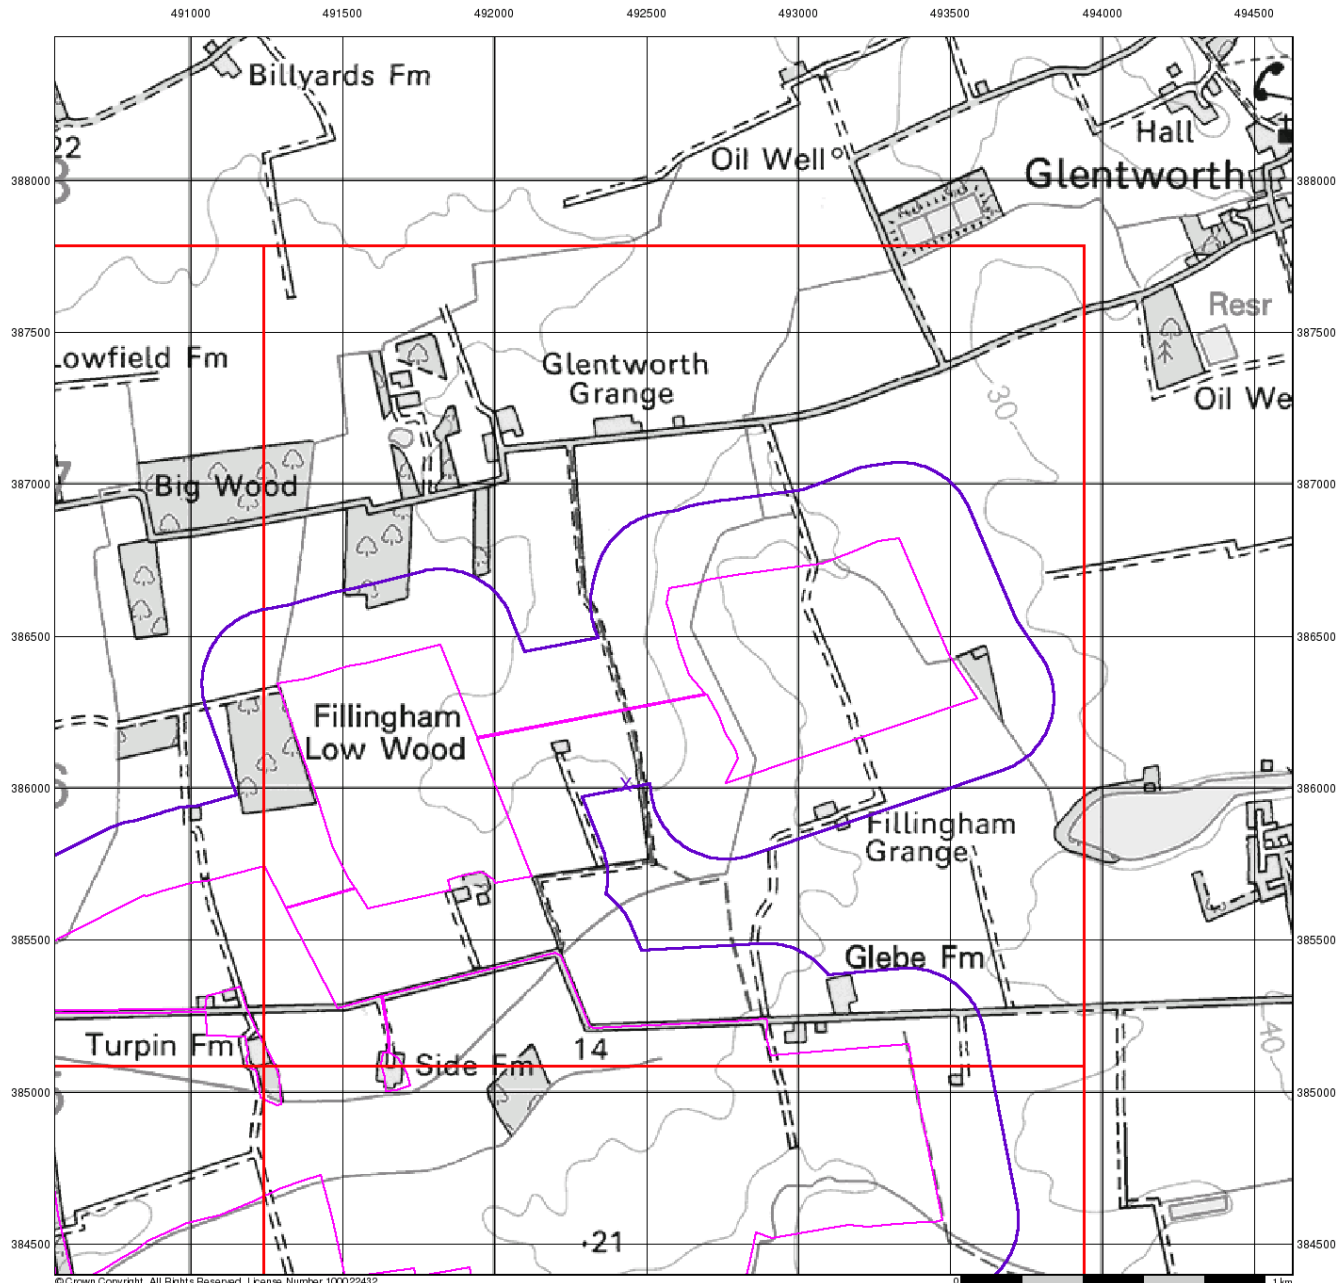 491000 491500 492000 492500 493000 493500 494000 494500
Billyards Fm
22
Oil Well
Hall
Glentworth
388000 388000
Resr
387500 387500
Lowfield Fm
Glentworth
Grange
30
Oil We
7
Big Wood
387000 387000
386500 386500
Fillingham
Low Wood
6
386000 386000
Fillingham
Grange
385500 385500
Glebe Fm
Turpin Fm
14
40
Side Fm
385000 385000
21
384500 384500
© Crown Copyright. All Rights Reserved. License Number 100022432
0 1 km